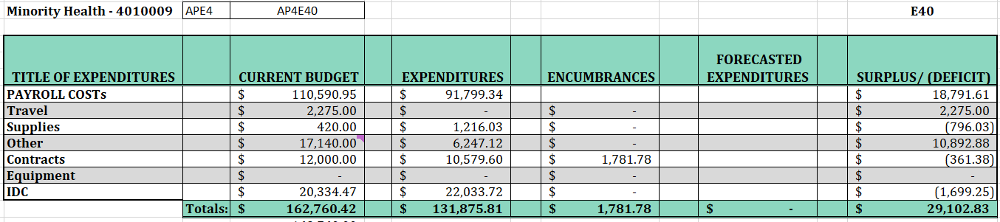 Minority Health - 4010009 APE4 AP4E40 E40
FORECASTED
TITLE OF EXPENDITURES CURRENT BUDGET EXPENDITURES ENCUMBRANCES EXPENDITURES SURPLUS/ (DEFICIT)
PAYROLL COSTs $ 110,590.95 $ 91,799.34 $ 18,791.61
Travel $ 2,275.00 $ - $ - $ 2,275.00
Supplies $ 420.00 $ 1,216.03 $ - $ (796.03)
Other $ 17,140.00 $ 6,247.12 $ - $ 10,892.88
Contracts $ 12,000.00 $ 10,579.60 $ 1,781.78 $ (361.38)
Equipment $ - $ - $ - $ -
IDC $ 20,334.47 $ 22,033.72 $ - $ (1,699.25)
Totals: $ 162,760.42 $ 131,875.81 $ 1,781.78 $ - $ 29,102.83